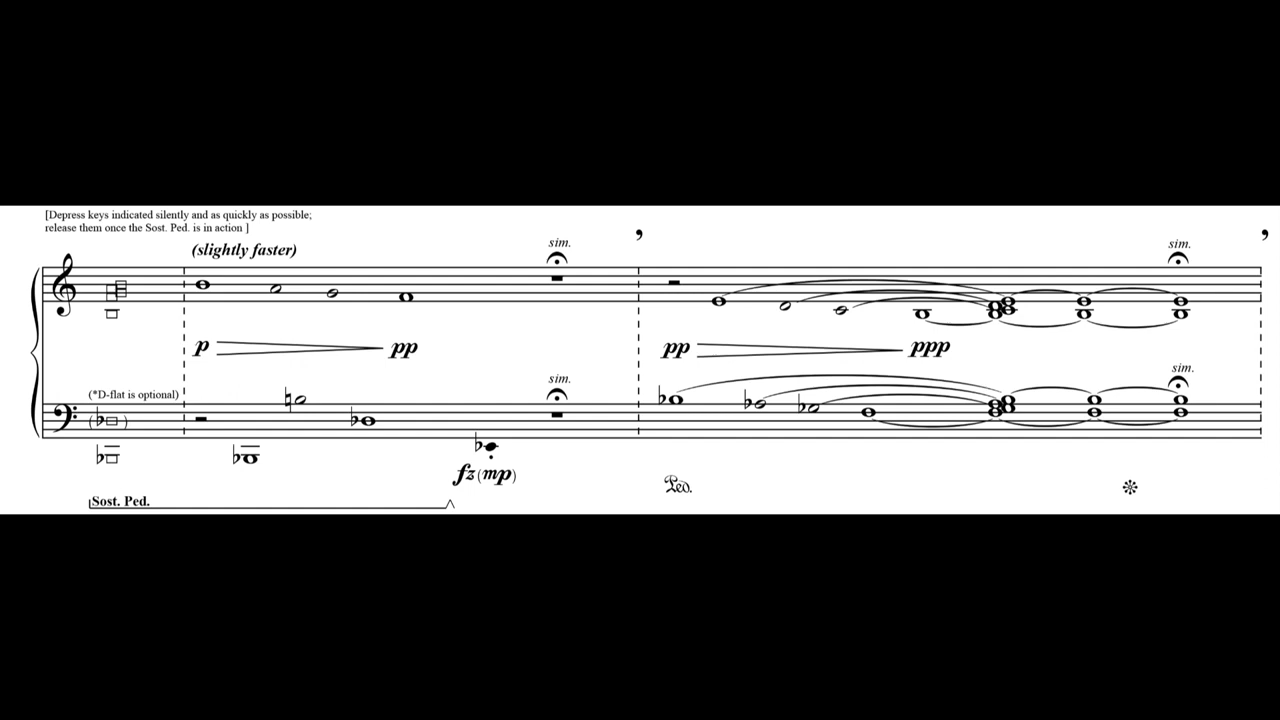 [Depress keys indicated silently and as quickly as possible;
release them once the Sost. Ped. is in action ]
(slightly faster)
sim.
sim.
p
pp
pp
ppp
(*D-flat is optional)
sim.
sim.
fz (mp)
Ped.
Sost. Ped.